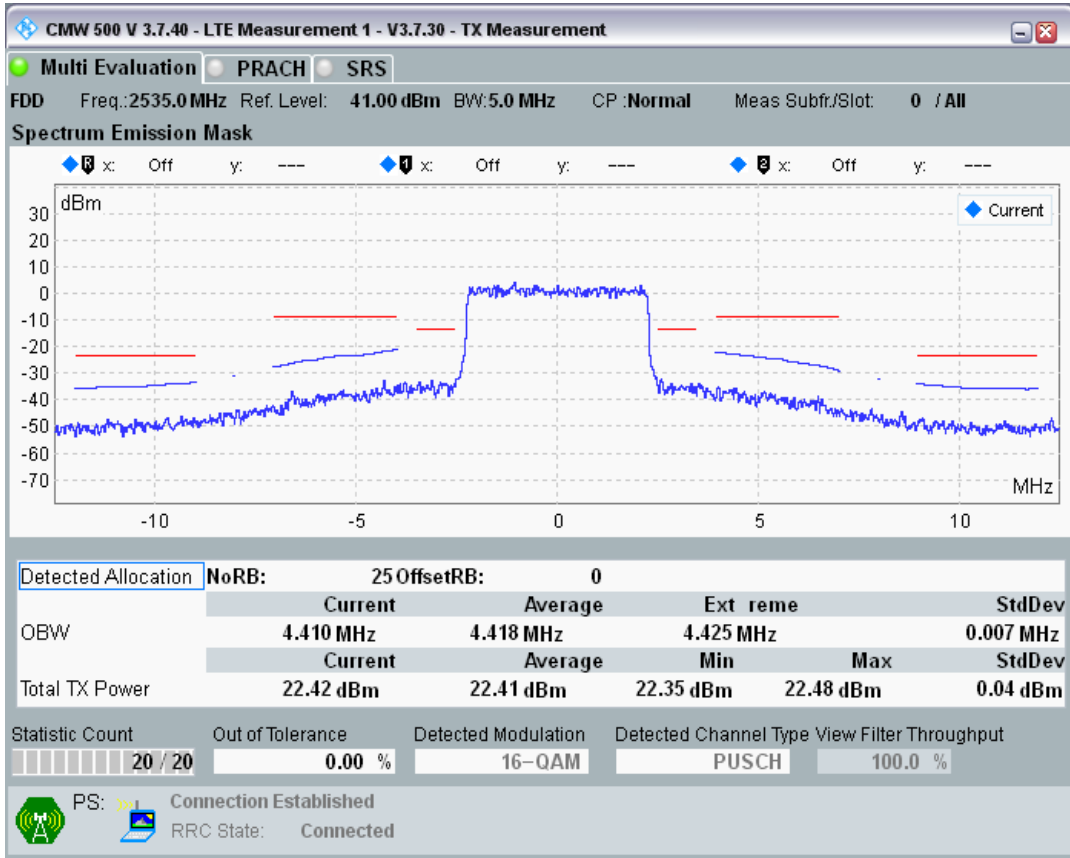 CMW 500 V 3.7.40 - LTE Measurement 1 - V3.7.30 - TX Measurement
Multi Evaluation PRACH SRS
FDD Freq.:2535.0 MHz Ref. Level: 41.00 dBm BW:5.0 MHz CP :Normal Meas Subfr./Slot: 0 / All
Spectrum Emission Mask
R x: Off y: --- 1 x: Off y: --- 2 x: Off y: ---
dBm
Current
30
20
10
0
-10
-20
-30
-40
-50
-60
-70
MHz
-10 -5 0 5 10
Detected Allocation NoRB: 25 OffsetRB: 0
Current Average Ext reme StdDev
OBW 4.410 MHz 4.418 MHz 4.425 MHz 0.007 MHz
Current Average Min Max StdDev
Total TX Power 22.42 dBm 22.41 dBm 22.35 dBm 22.48 dBm 0.04 dBm
Statistic Count Out of Tolerance Detected Modulation Detected Channel Type View Filter Throughput
20 / 20 0.00 % 16-QAM PUSCH 100.0 %
PS: Connection Established
RRC State: Connected